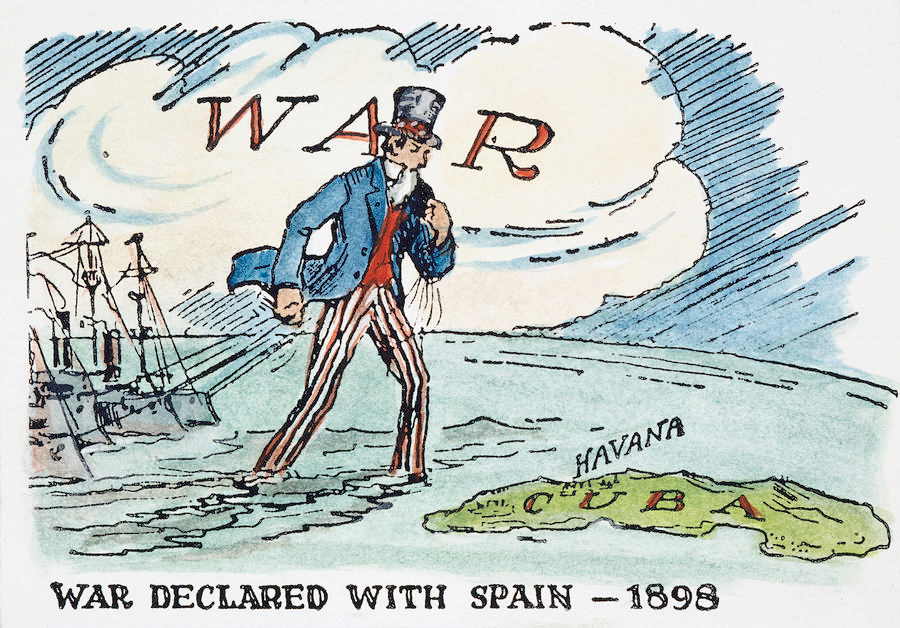 WAR
HAVANA
CUBA
WAR DECLARED WITH SPAIN – 1898